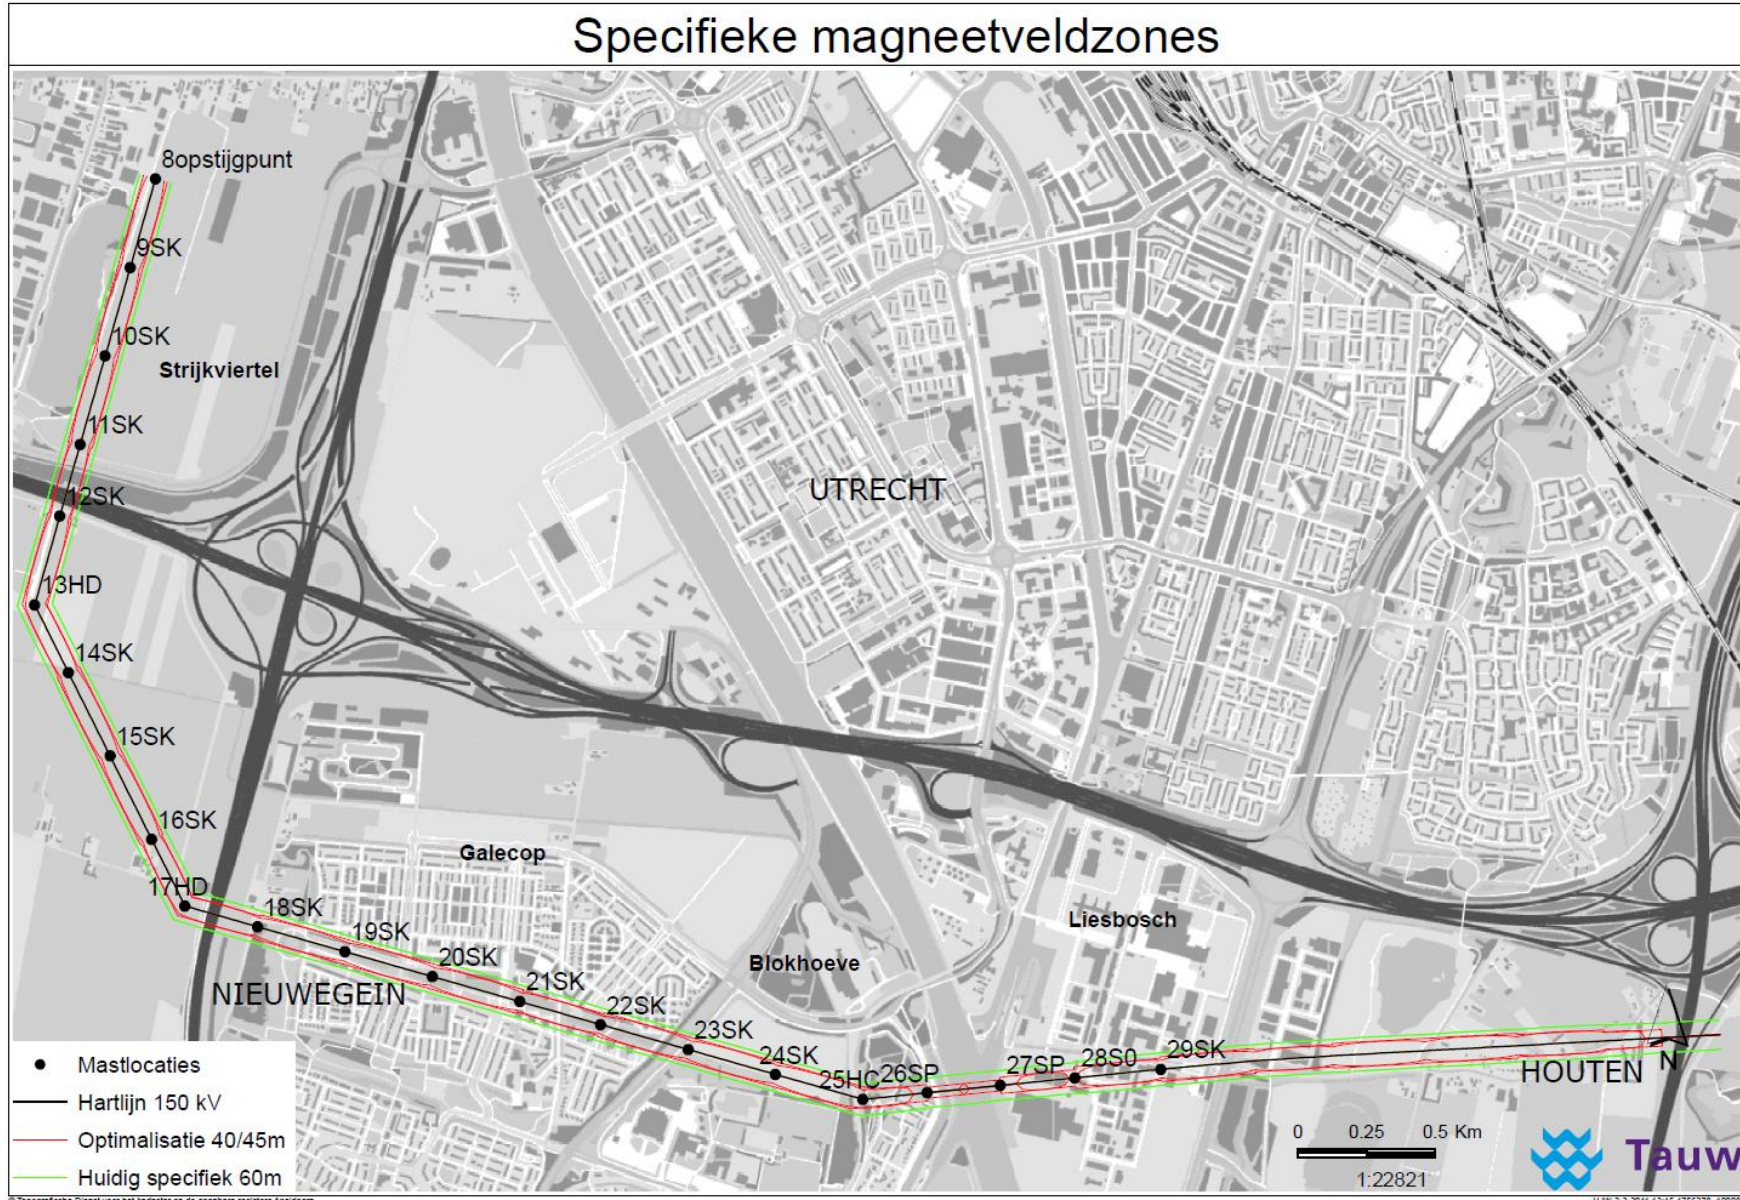 Specifieke magneetveldzones
8opstijgpunt
9SK
10SK
Strijkviertel
11SK
12SK
UTRECHT
13HD
14SK
15SK
16SK
Galecop
17HD
18SK
Liesbosch
19SK
Blokhoeve
20SK
NIEUWEGEIN
21SK
22SK
23SK
24SK
25HC
26SP
27SP
28S0
29SK
HOUTEN
N
Mastlocaties
Hartlijn 150 kV
Optimalisatie 40/45m
Huidig specifiek 60m
0 0.25 0.5 Km
1:22821
Tauw